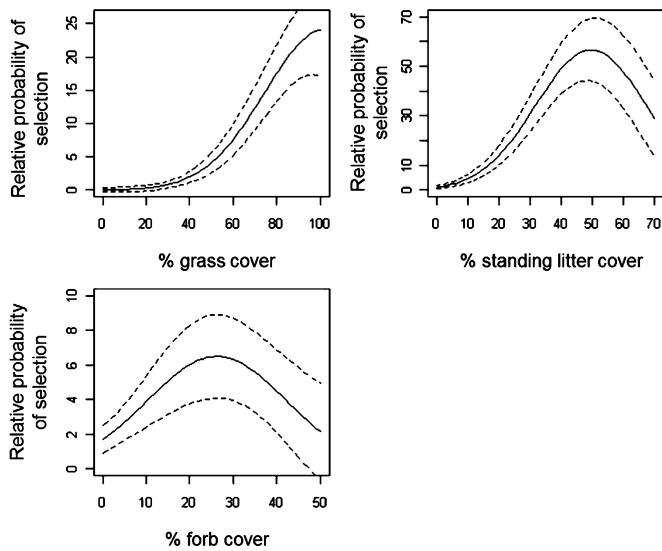 Relative probability of
selection
25
20
15
10
5
0
0 20 40 60 80 100
% grass cover
Relative probability of
selection
70
50
30
10
0
0 10 20 30 40 50 60 70
% standing litter cover
Relative probability
of selection
10
8
6
4
2
0
0 10 20 30 40 50
% forb cover